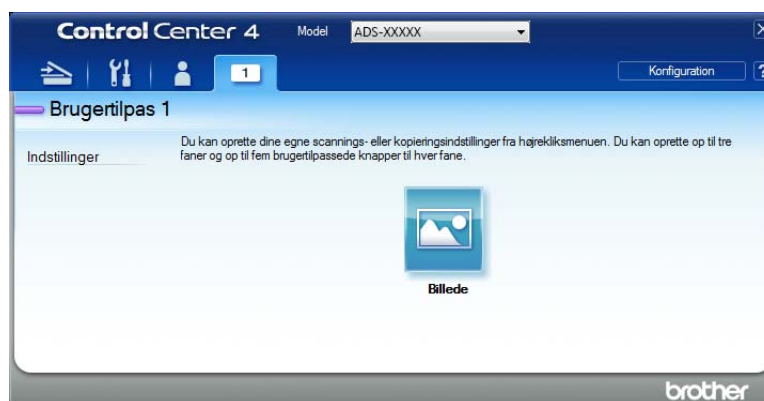 Control Center 4
Model
ADS-XXXXX
1
Konfiguration
?
Brugertilpas 1
Indstillinger
Du kan oprette dine egne scannings- eller kopieringsindstillinger fra højrekliksmenuen. Du kan oprette op til tre
faner og op til fem brugertilpassede knapper til hver fane.
Billede
brother